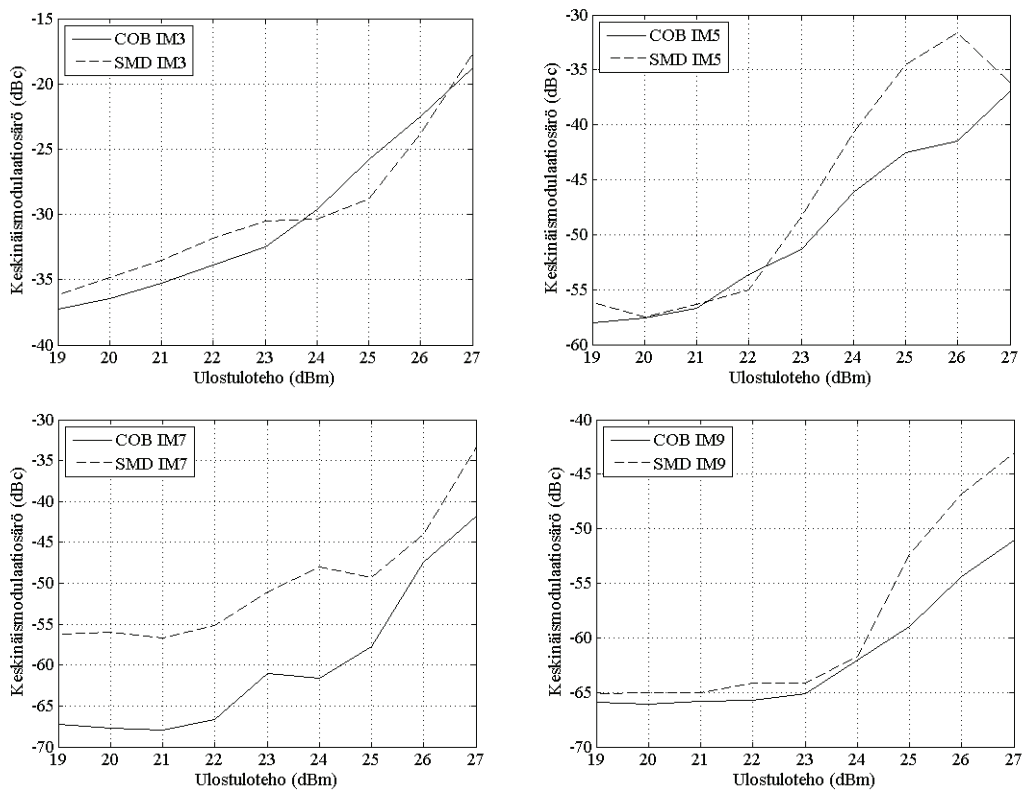 -15
-20
-25
-30
-35
-40
Keskinäismodulaatiosärö (dBc)
COB IM3
SMD IM3
19 20 21 22 23 24 25 26 27
Ulostuloteho (dBm)
-30
-35
-40
-45
-50
-55
-60
Keskinäismodulaatiosärö (dBc)
COB IM5
SMD IM5
19 20 21 22 23 24 25 26 27
Ulostuloteho (dBm)
-30
-35
-40
-45
-50
-55
-60
-65
-70
Keskinäismodulaatiosärö (dBc)
COB IM7
SMD IM7
19 20 21 22 23 24 25 26 27
Ulostuloteho (dBm)
-40
-45
-50
-55
-60
-65
-70
Keskinäismodulaatiosärö (dBc)
COB IM9
SMD IM9
19 20 21 22 23 24 25 26 27
Ulostuloteho (dBm)